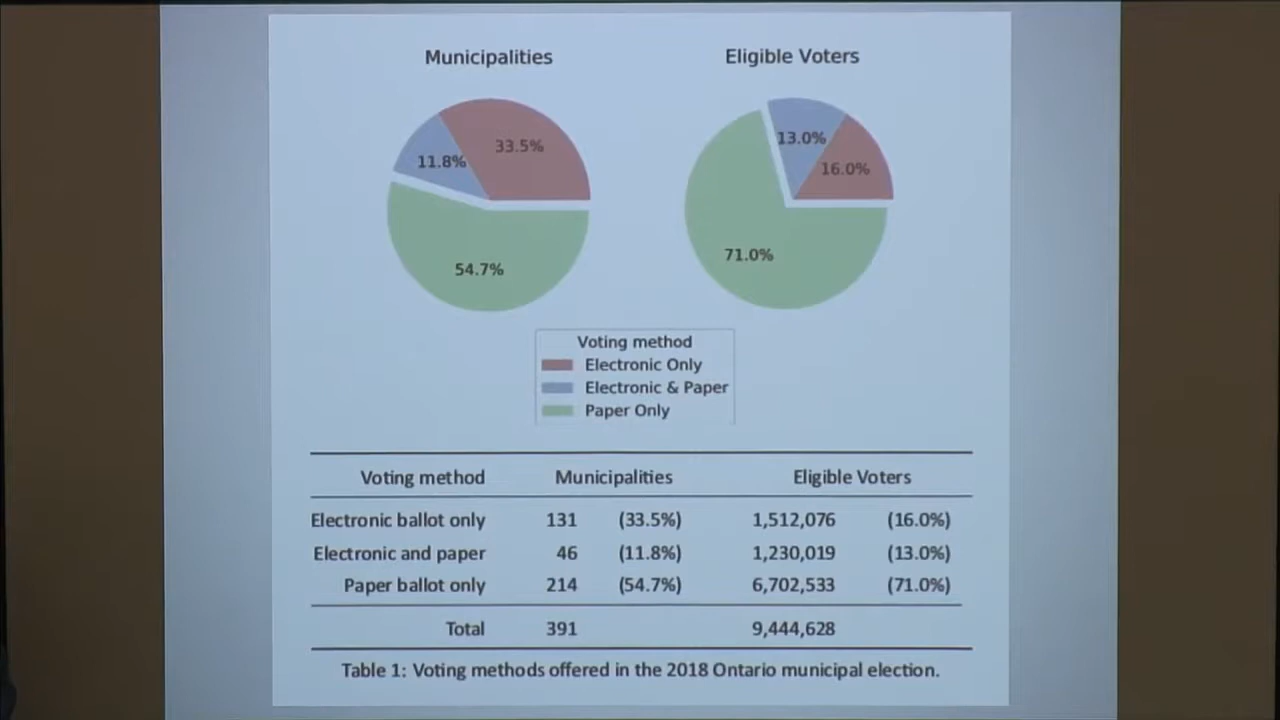 Municipalities
Eligible Voters
33.5%
11.8%
54.7%
13.0%
16.0%
71.0%
Voting method
Electronic Only
Electronic & Paper
Paper Only
Voting method Municipalities Eligible Voters
Electronic ballot only 131 (33.5%) 1,512,076 (16.0%)
Electronic and paper 46 (11.8%) 1,230,019 (13.0%)
Paper ballot only 214 (54.7%) 6,702,533 (71.0%)
Total 391 9,444,628
Table 1: Voting methods offered in the 2018 Ontario municipal election.